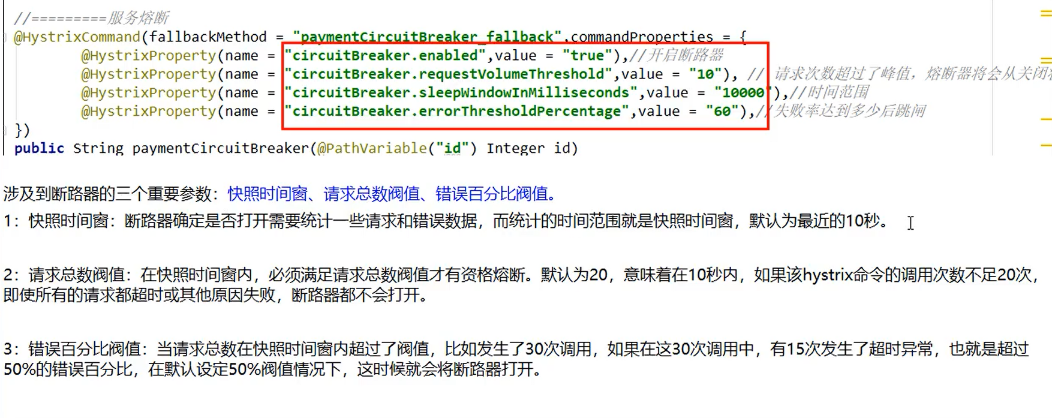 //=========服务熔断
@HystrixCommand(fallbackMethod = "paymentCircuitBreaker_fallback",commandProperties = {
@HystrixProperty(name = "circuitBreaker.enabled",value = "true"),//开启断路器
@HystrixProperty(name = "circuitBreaker.requestVolumeThreshold",value = "10"), // 请求次数超过了峰值，熔断器将会从关闭
@HystrixProperty(name = "circuitBreaker.sleepWindowInMilliseconds",value = "10000"),//时间范围
@HystrixProperty(name = "circuitBreaker.errorThresholdPercentage",value = "60"),//失败率达到多少后跳闸
})
public String paymentCircuitBreaker(@PathVariable("id") Integer id)
涉及到断路器的三个重要参数：快照时间窗、请求总数阀值、错误百分比阀值。
1：快照时间窗：断路器确定是否打开需要统计一些请求和错误数据，而统计的时间范围就是快照时间窗，默认为最近的10秒。
2：请求总数阀值：在快照时间窗内，必须满足请求总数阀值才有资格熔断。默认为20，意味着在10秒内，如果该hystrix命令的调用次数不足20次，
即使所有的请求都超时或其他原因失败，断路器都不会打开。
3：错误百分比阀值：当请求总数在快照时间窗内超过了阀值，比如发生了30次调用，如果在这30次调用中，有15次发生了超时异常，也就是超过
50%的错误百分比，在默认设定50%阀值情况下，这时候就会将断路器打开。